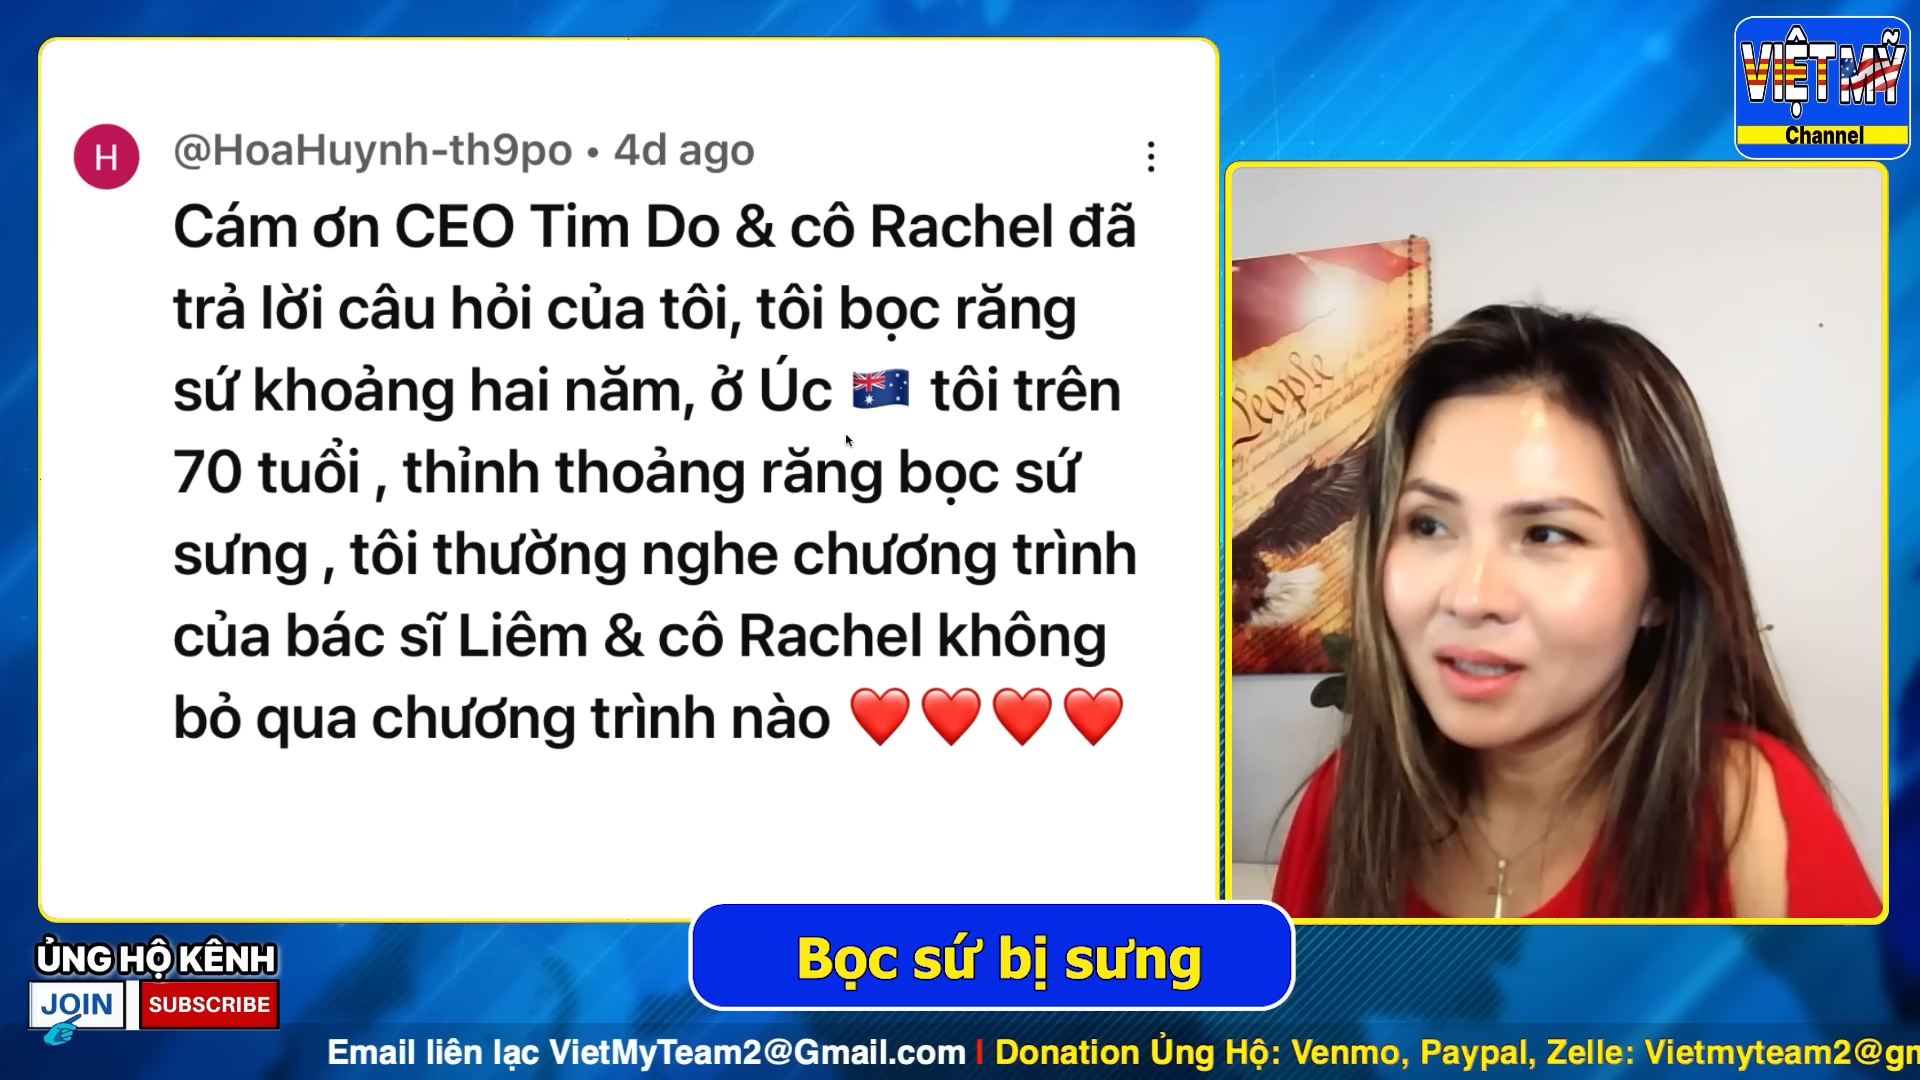 VIỆT MỸ
Channel
H
@HoaHuynh-th9po • 4d ago
Cám ơn CEO Tim Do & cô Rachel đã
trả lời câu hỏi của tôi, tôi bọc răng
sứ khoảng hai năm, ở Úc 🇦🇺 tôi trên
70 tuổi , thỉnh thoảng răng bọc sứ
sưng , tôi thường nghe chương trình
của bác sĩ Liêm & cô Rachel không
bỏ qua chương trình nào ❤️❤️❤️❤️
People
Bọc sứ bị sưng
ỦNG HỘ KÊNH
JOIN
SUBSCRIBE
Email liên lạc VietMyTeam2@Gmail.com | Donation Ủng Hộ: Venmo, Paypal, Zelle: Vietmyteam2@gm